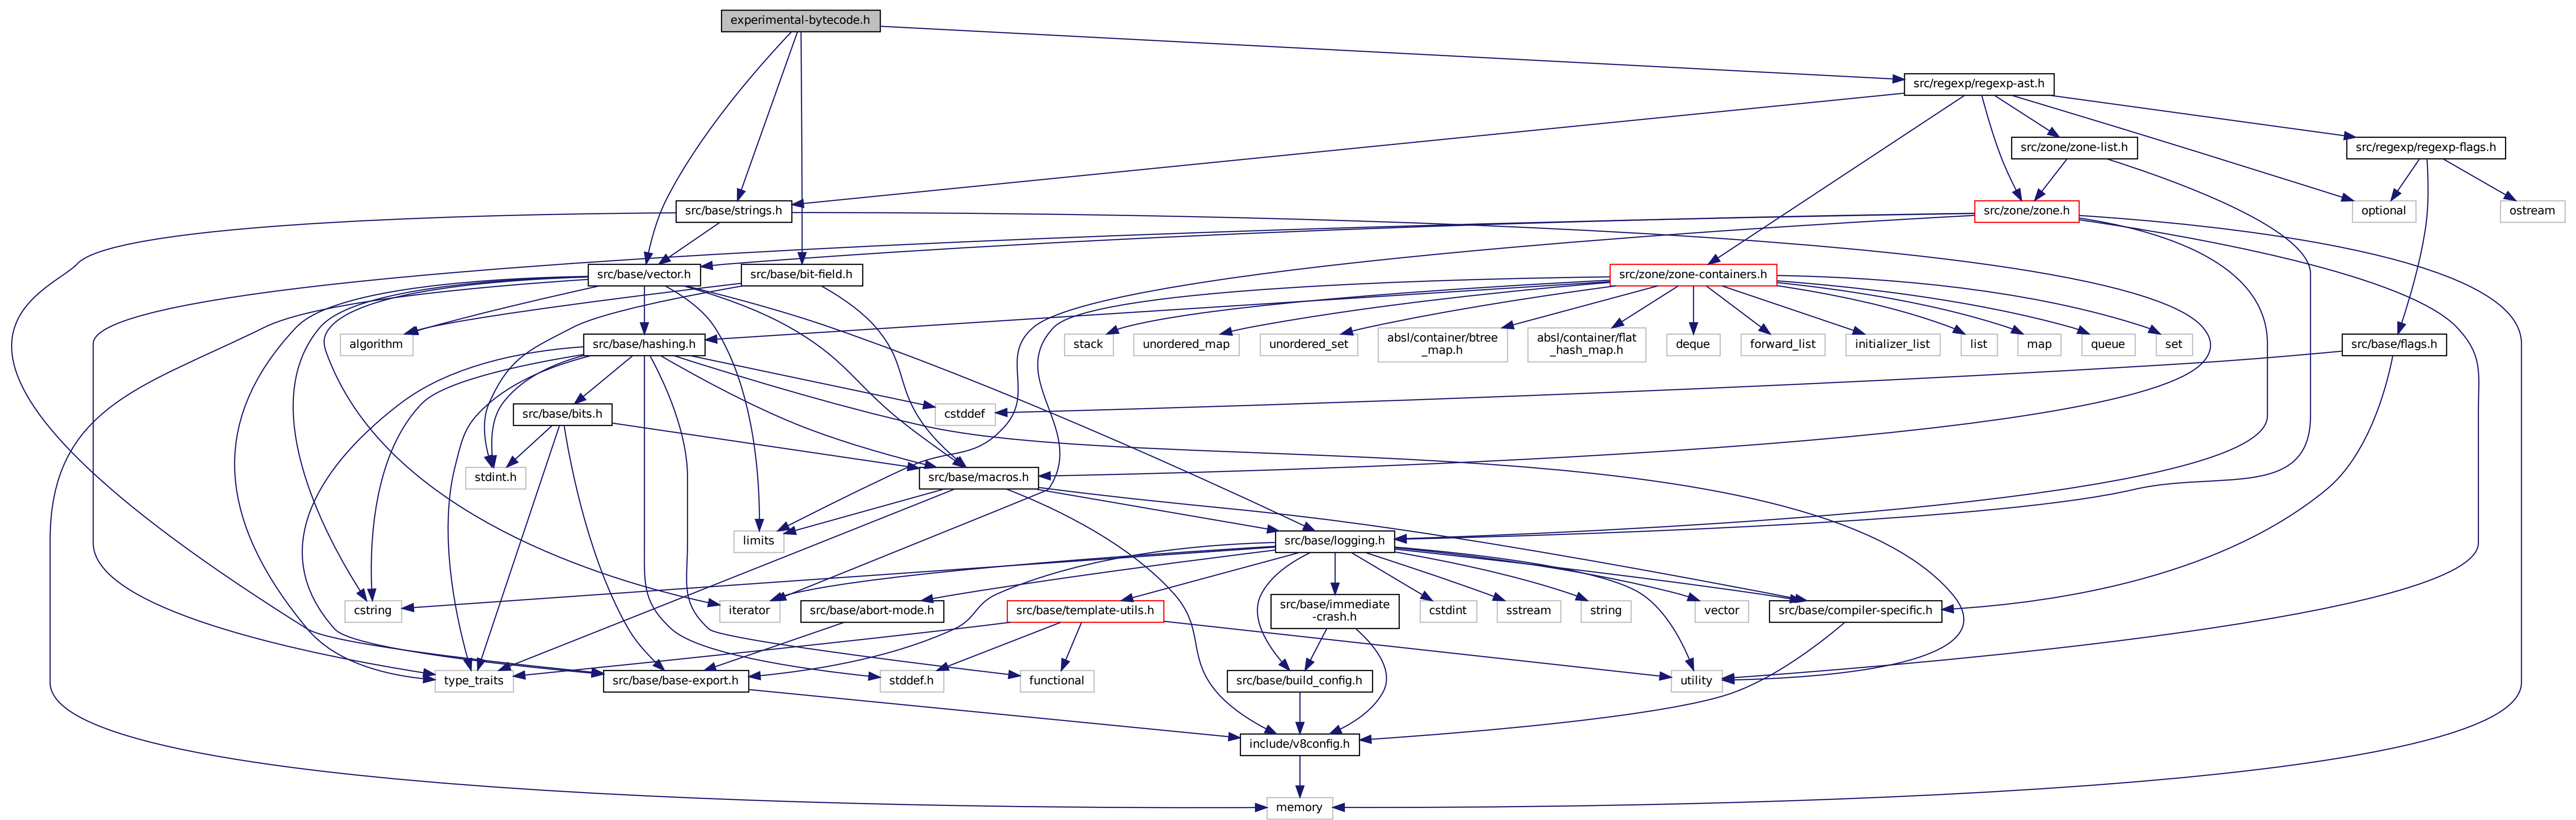 experimental-bytecode.h
src/regexp/regexp-ast.h
src/zone/zone-list.h
src/regexp/regexp-flags.h
src/base/strings.h
src/zone/zone.h
optional
ostream
src/base/vector.h
src/base/bit-field.h
src/zone/zone-containers.h
algorithm
src/base/hashing.h
stack
unordered_map
unordered_set
absl/container/btree
_map.h
absl/container/flat
_hash_map.h
deque
forward_list
initializer_list
list
map
queue
set
src/base/flags.h
src/base/bits.h
cstddef
stdint.h
src/base/macros.h
limits
src/base/logging.h
cstring
iterator
src/base/abort-mode.h
src/base/template-utils.h
src/base/immediate
-crash.h
cstdint
sstream
string
vector
src/base/compiler-specific.h
type_traits
src/base/base-export.h
stddef.h
functional
src/base/build_config.h
utility
include/v8config.h
memory